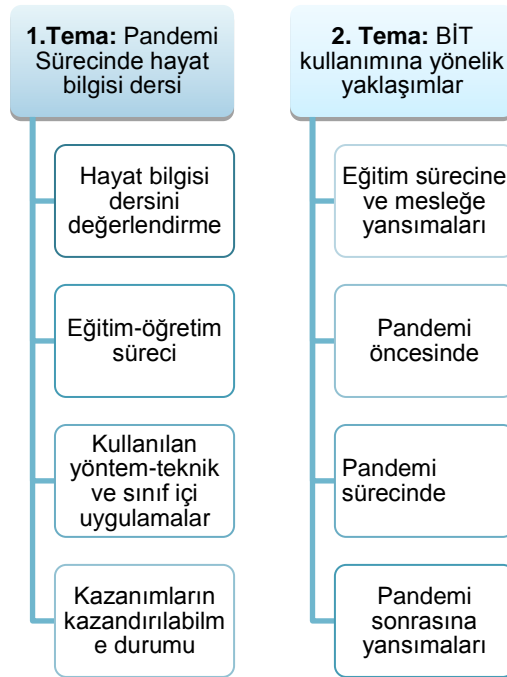 1.Tema: Pandemi
Sürecinde hayat
bilgisi dersi
Hayat bilgisi
dersini
değerlendirme
Eğitim-öğretim
süreci
Kullanılan
yöntem-teknik
ve sınıf içi
uygulamalar
Kazanımların
kazandırılabilm
e durumu
2. Tema: BİT
kullanımına yönelik
yaklaşımlar
Eğitim sürecine
ve mesleğe
yansımaları
Pandemi
öncesinde
Pandemi
sürecinde
Pandemi
sonrasına
yansımaları